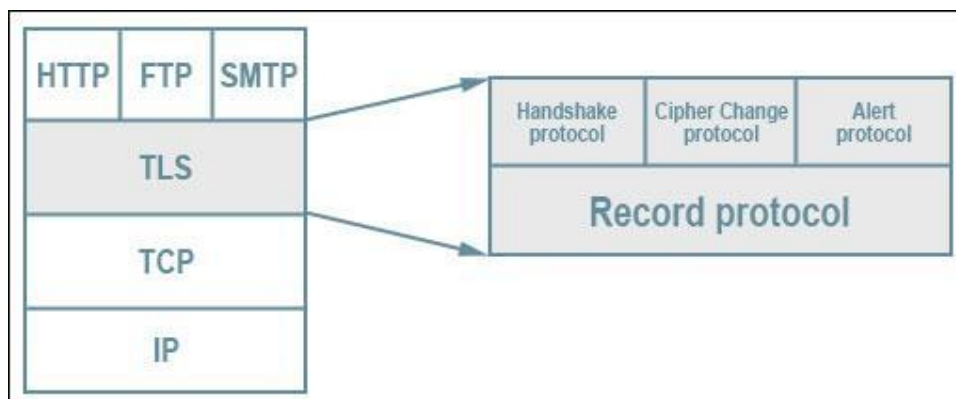 HTTP FTP SMTP
TLS
TCP
IP
Handshake protocol
Cipher Change protocol
Alert protocol
Record protocol